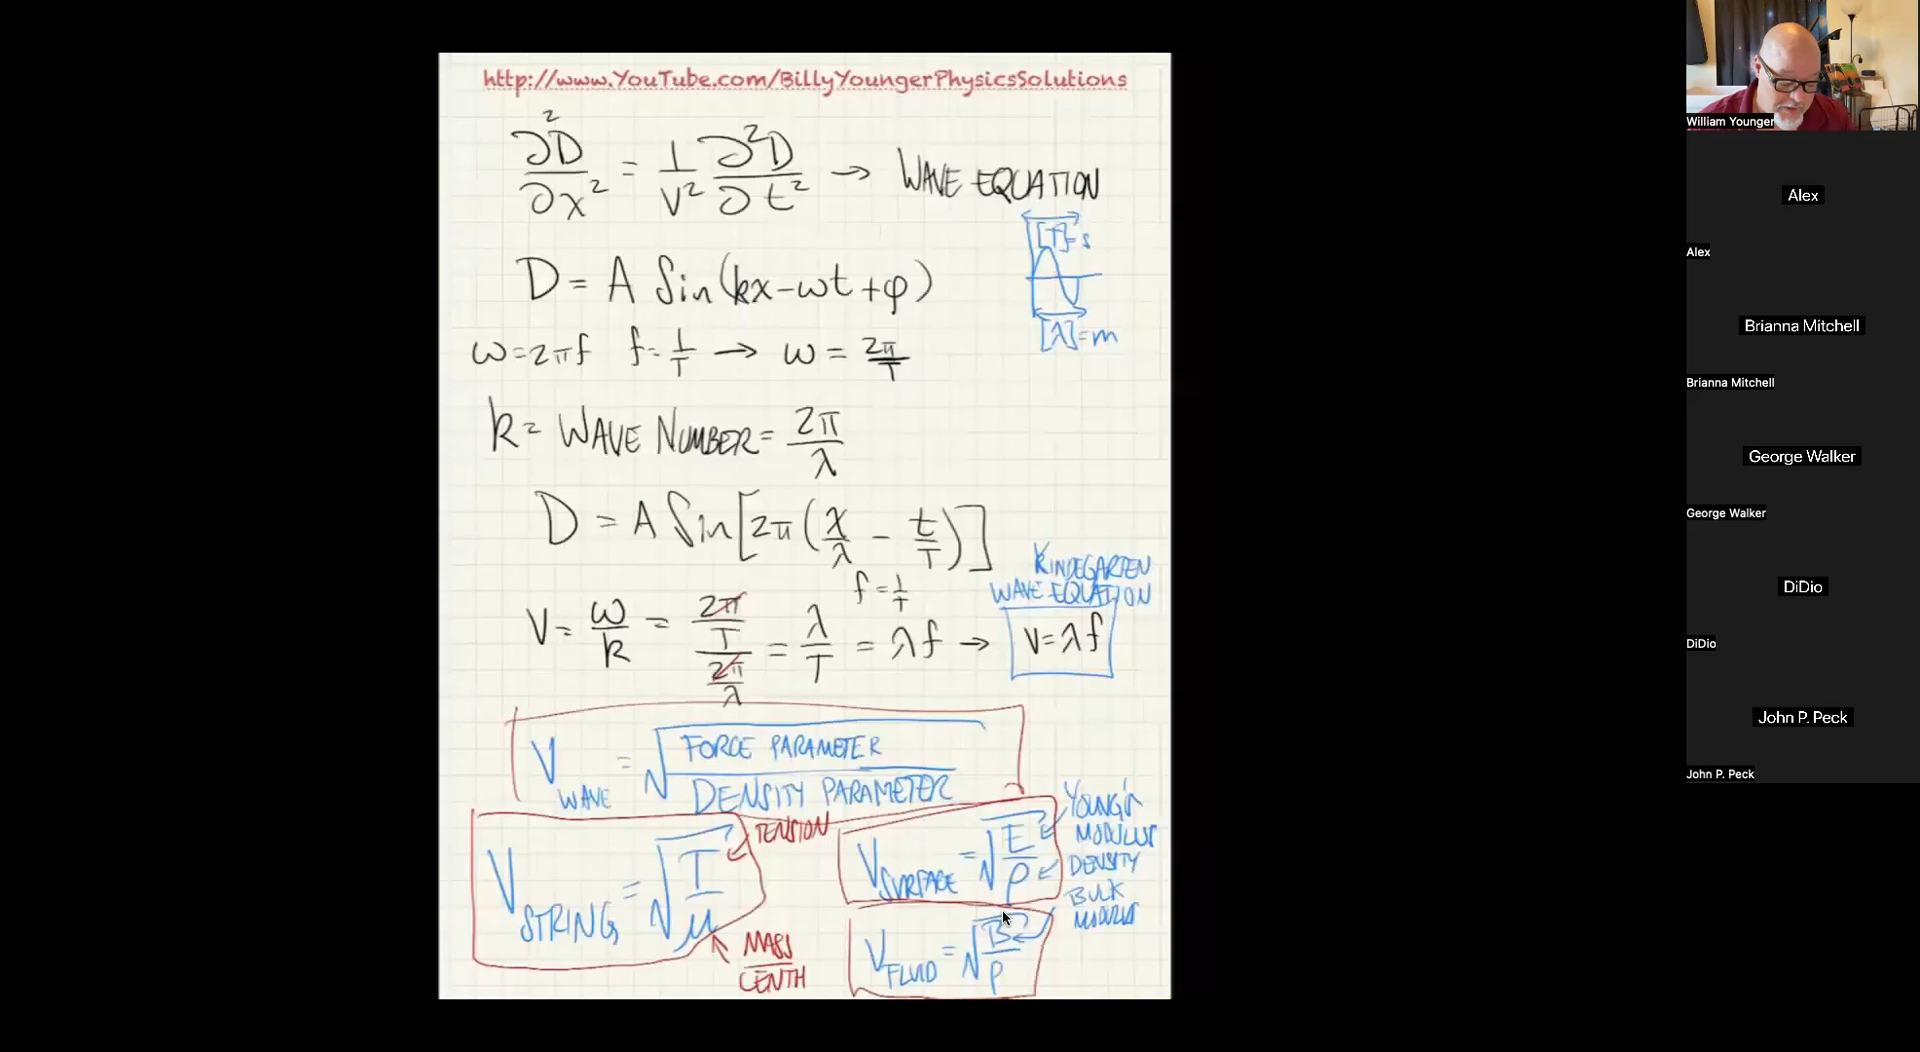 http://www.YouTube.com/BillyYoungerPhysicsSolutions
∂²D/∂x² = 1/V² ∂²D/∂t² → WAVE EQUATION
[T]=s
D = A Sin(kx-ωt+φ)
[λ]=m
ω=2πf f=1/T → ω = 2π/T
k = WAVE NUMBER = 2π/λ
D = A Sin[2π(x/λ - t/T)]
f = 1/T
KINDEGARTEN
WAVE EQUATION
V = ω/k = (2π/T)/(2π/λ) = λ/T = λf → V=λf
V WAVE = √(FORCE PARAMETER/DENSITY PARAMETER)
V STRING = √(T/μ)
TENSION
MASS
LENTH
V SURFACE = √(E/ρ)
YOUNG'S
MODULUS
DENSITY
BULK
MODULUS
V FLUID = √(B/ρ)
William Younger
Alex
Alex
Brianna Mitchell
Brianna Mitchell
George Walker
George Walker
DiDio
DiDio
John P. Peck
John P. Peck